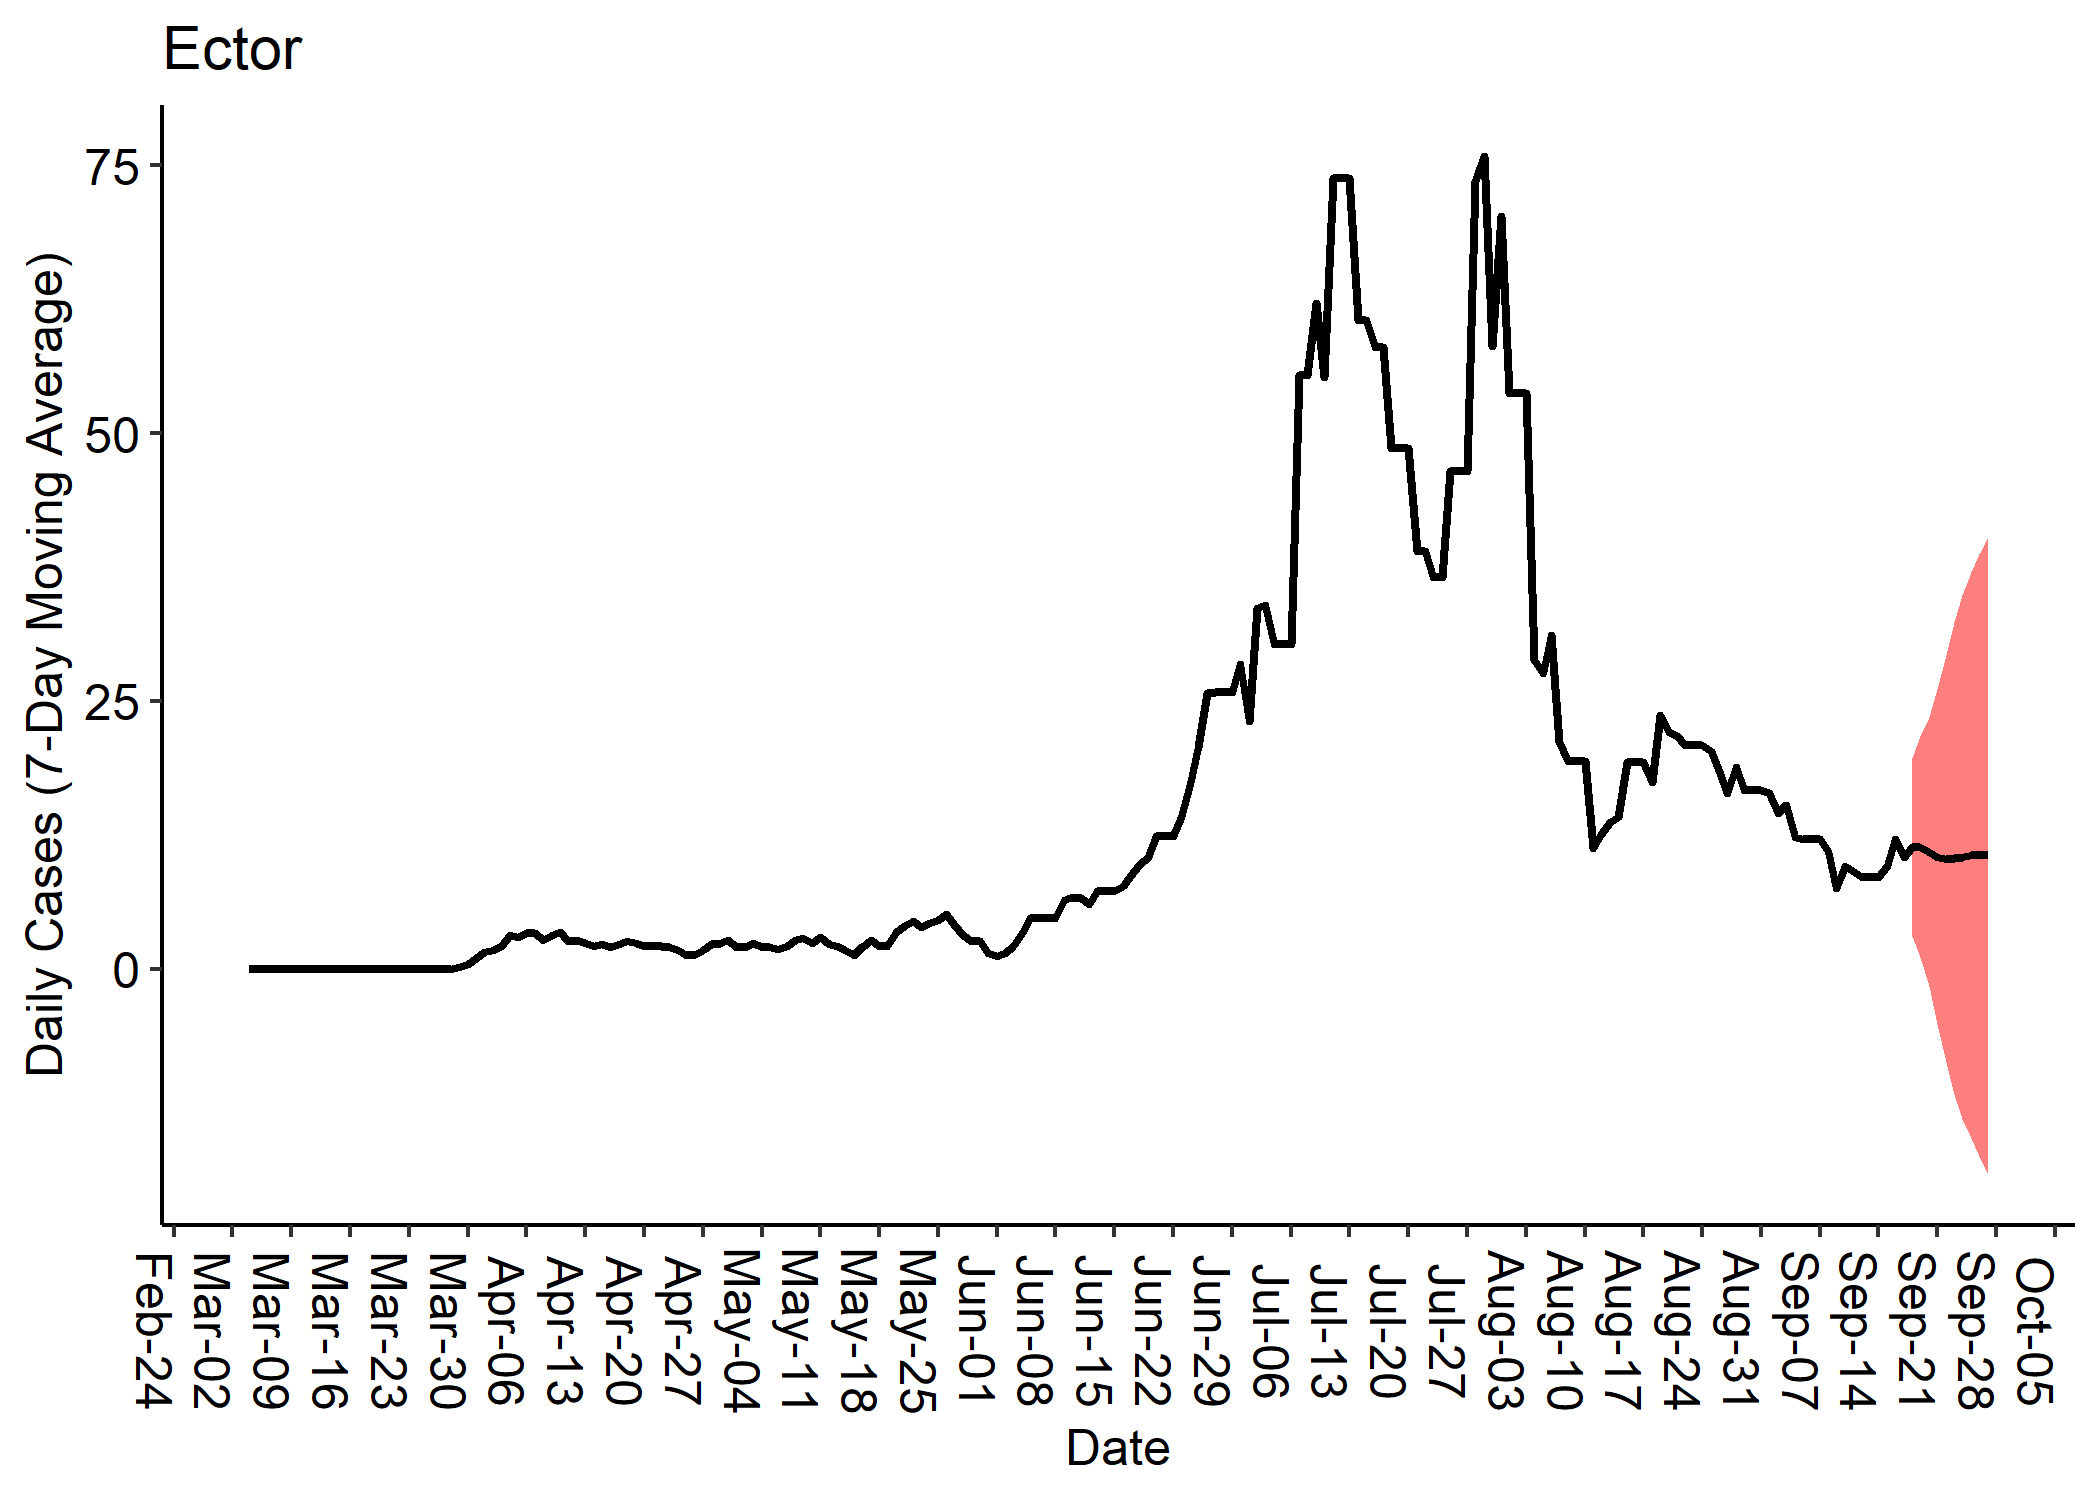 Ector
Daily Cases (7-Day Moving Average)
75
50
25
0
Feb-24
Mar-02
Mar-09
Mar-16
Mar-23
Mar-30
Apr-06
Apr-13
Apr-20
Apr-27
May-04
May-11
May-18
May-25
Jun-01
Jun-08
Jun-15
Jun-22
Jun-29
Jul-06
Jul-13
Jul-20
Jul-27
Aug-03
Aug-10
Aug-17
Aug-24
Aug-31
Sep-07
Sep-14
Sep-21
Sep-28
Oct-05
Date